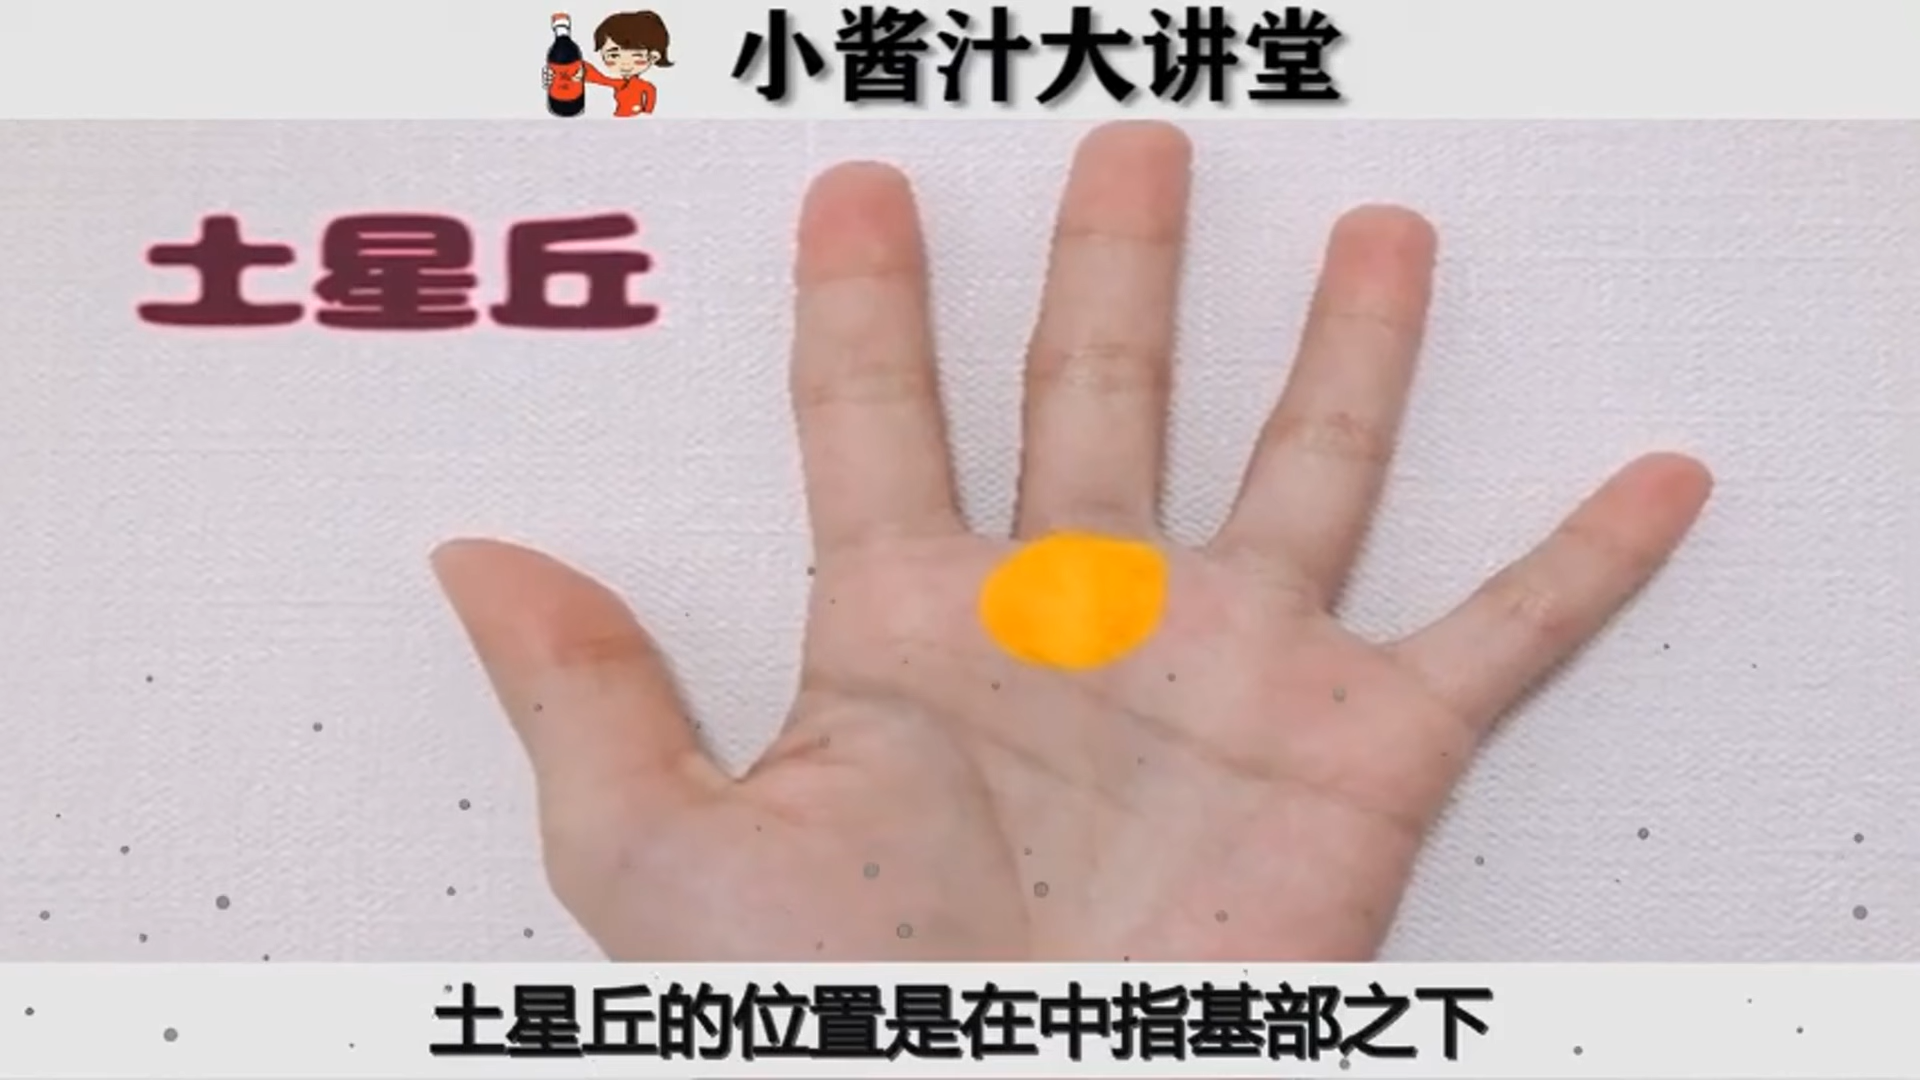 小酱汁大讲堂
土星丘
土星丘的位置是在中指基部之下